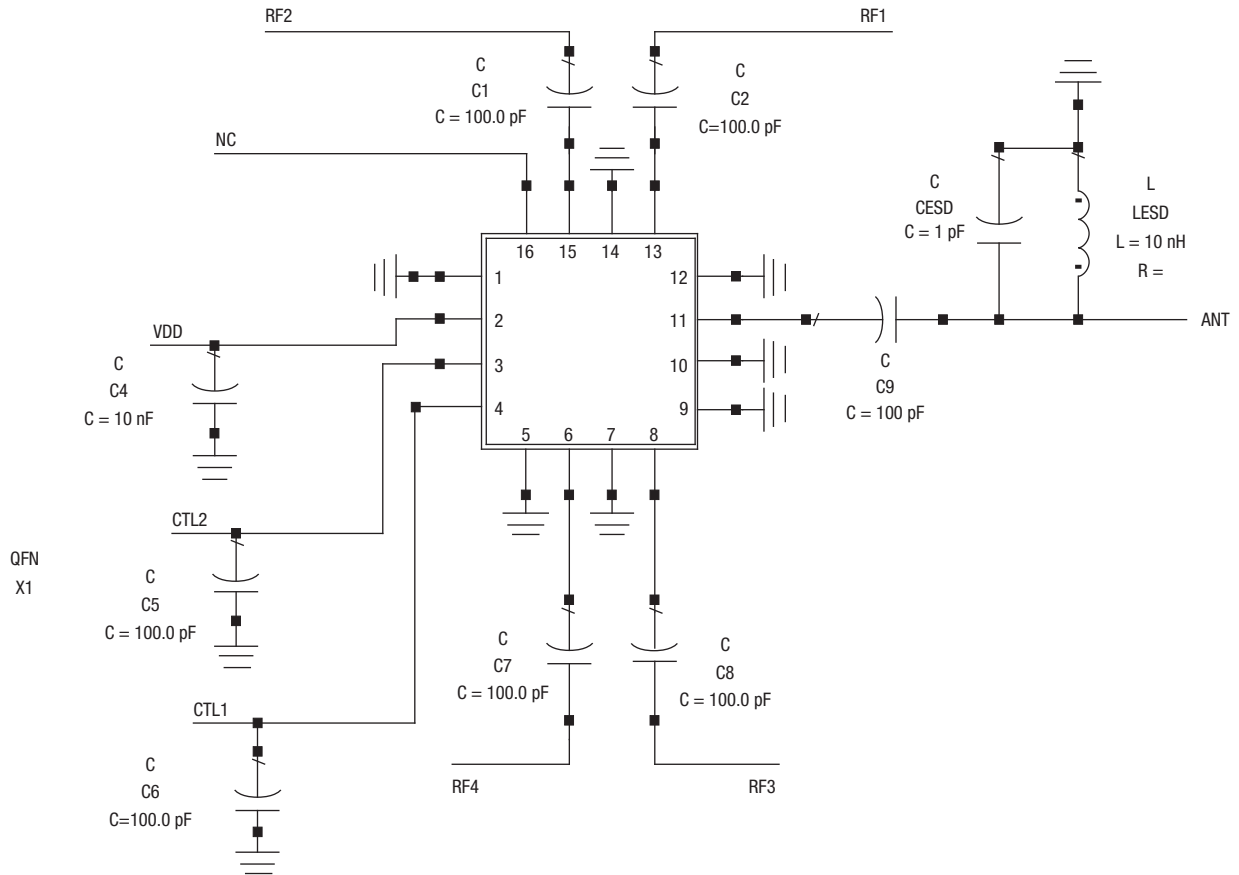 RF2
RF1
C
C1
C = 100.0 pF
C
C2
C=100.0 pF
NC
C
CESD
C = 1 pF
L
LESD
L = 10 nH
R =
16
15
14
13
1
2
3
4
12
11
10
9
5
6
7
8
VDD
C
C4
C = 10 nF
ANT
C
C9
C = 100 pF
CTL2
QFN
X1
C
C5
C = 100.0 pF
C
C7
C = 100.0 pF
C
C8
C = 100.0 pF
CTL1
C
C6
C=100.0 pF
RF4
RF3